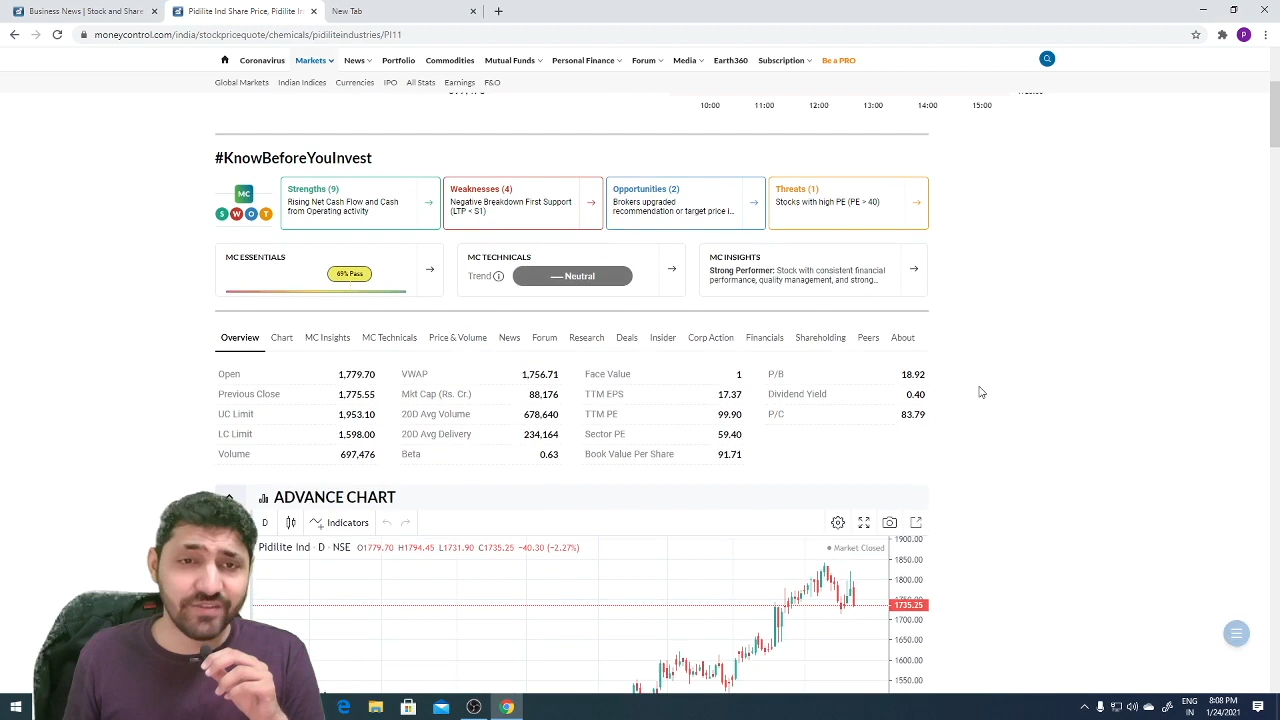 Business News | Stock and Share
Pidilite Industries Ltd. Stock Pri
New Tab
moneycontrol.com/india/stockpricequote/chemicals/pidiliteindustries/PI11
P
Coronavirus Markets News Portfolio Commodities Mutual Funds Personal Finance Forum Media Earth360 Subscription Be a PRO
Global Markets Indian Indices Currencies IPO All Stats Earnings F&O
10:00 11:00 12:00 13:00 14:00 15:00
#KnowBeforeYouInvest
MC
S W O T
Strengths (9)
Rising Net Cash Flow and Cash
from Operating activity
Weaknesses (4)
Negative Breakdown First Support
(LTP < S1)
Opportunities (2)
Brokers upgraded
recommendation or target price i...
Threats (1)
Stocks with high PE (PE > 40)
MC ESSENTIALS
69% Pass
MC TECHNICALS
Trend
Neutral
MC INSIGHTS
Strong Performer: Stock with consistent financial
performance, quality management, and strong...
Overview Chart MC Insights MC Technicals Price & Volume News Forum Research Deals Insider Corp Action Financials Shareholding Peers About
Open 1,779.70 VWAP 1,756.71 Face Value 1 P/B 18.92
Previous Close 1,775.55 Mkt Cap (Rs. Cr.) 88,176 TTM EPS 17.37 Dividend Yield 0.40
UC Limit 1,953.10 20D Avg Volume 678,640 TTM PE 99.90 P/C 83.79
LC Limit 1,598.00 20D Avg Delivery 234,164 Sector PE 59.40
Volume 697,476 Beta 0.63 Book Value Per Share 91.71
ADVANCE CHART
D Indicators
Pidilite Ind · D · NSE O1779.70 H1794.45 L1731.90 C1735.25 −40.30 (−2.27%)
Market Closed
1900.00
1850.00
1800.00
1735.25
1700.00
1650.00
1600.00
1550.00
ENG
IN
8:08 PM
1/24/2021